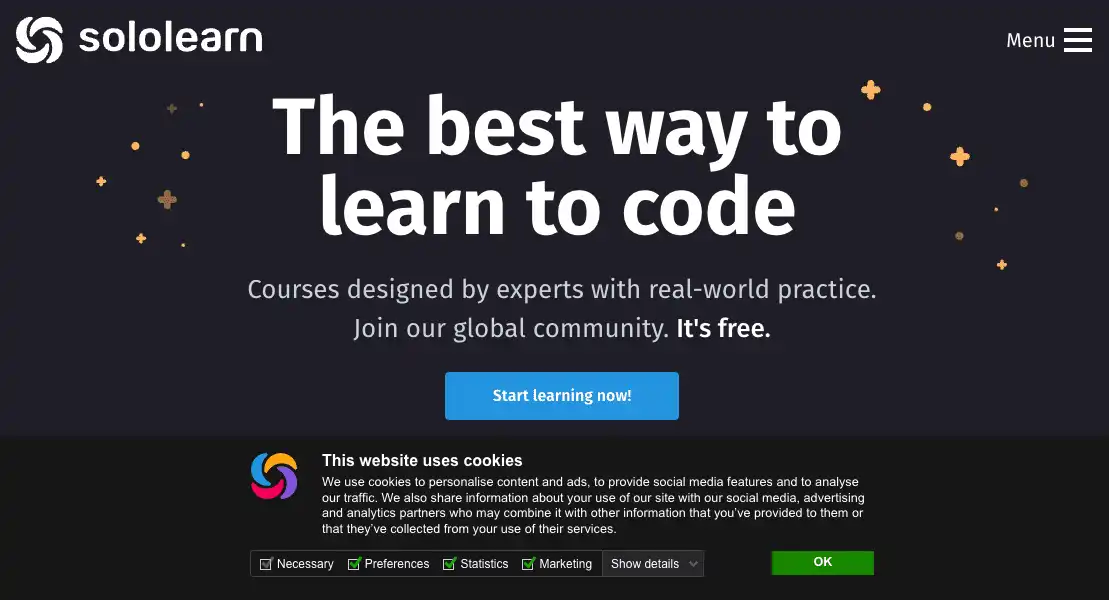 sololearn
Menu
The best way to
learn to code
Courses designed by experts with real-world practice.
Join our global community. It's free.
Start learning now!
This website uses cookies
We use cookies to personalise content and ads, to provide social media features and to analyse
our traffic. We also share information about your use of our site with our social media, advertising
and analytics partners who may combine it with other information that you've provided to them or
that they've collected from your use of their services.
Necessary Preferences Statistics Marketing Show details
OK